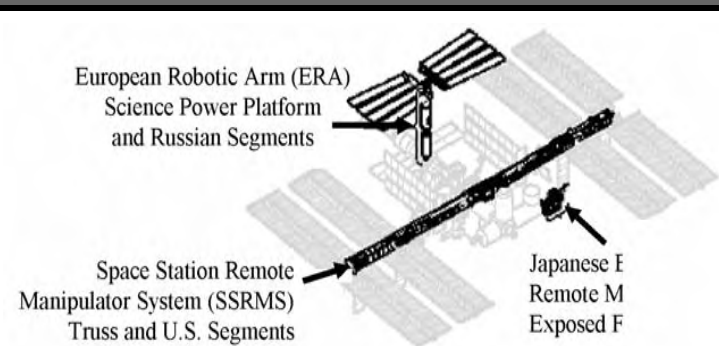 European Robotic Arm (ERA)
Science Power Platform
and Russian Segments
Space Station Remote
Manipulator System (SSRMS)
Truss and U.S. Segments
Japanese
Remote
Exposed